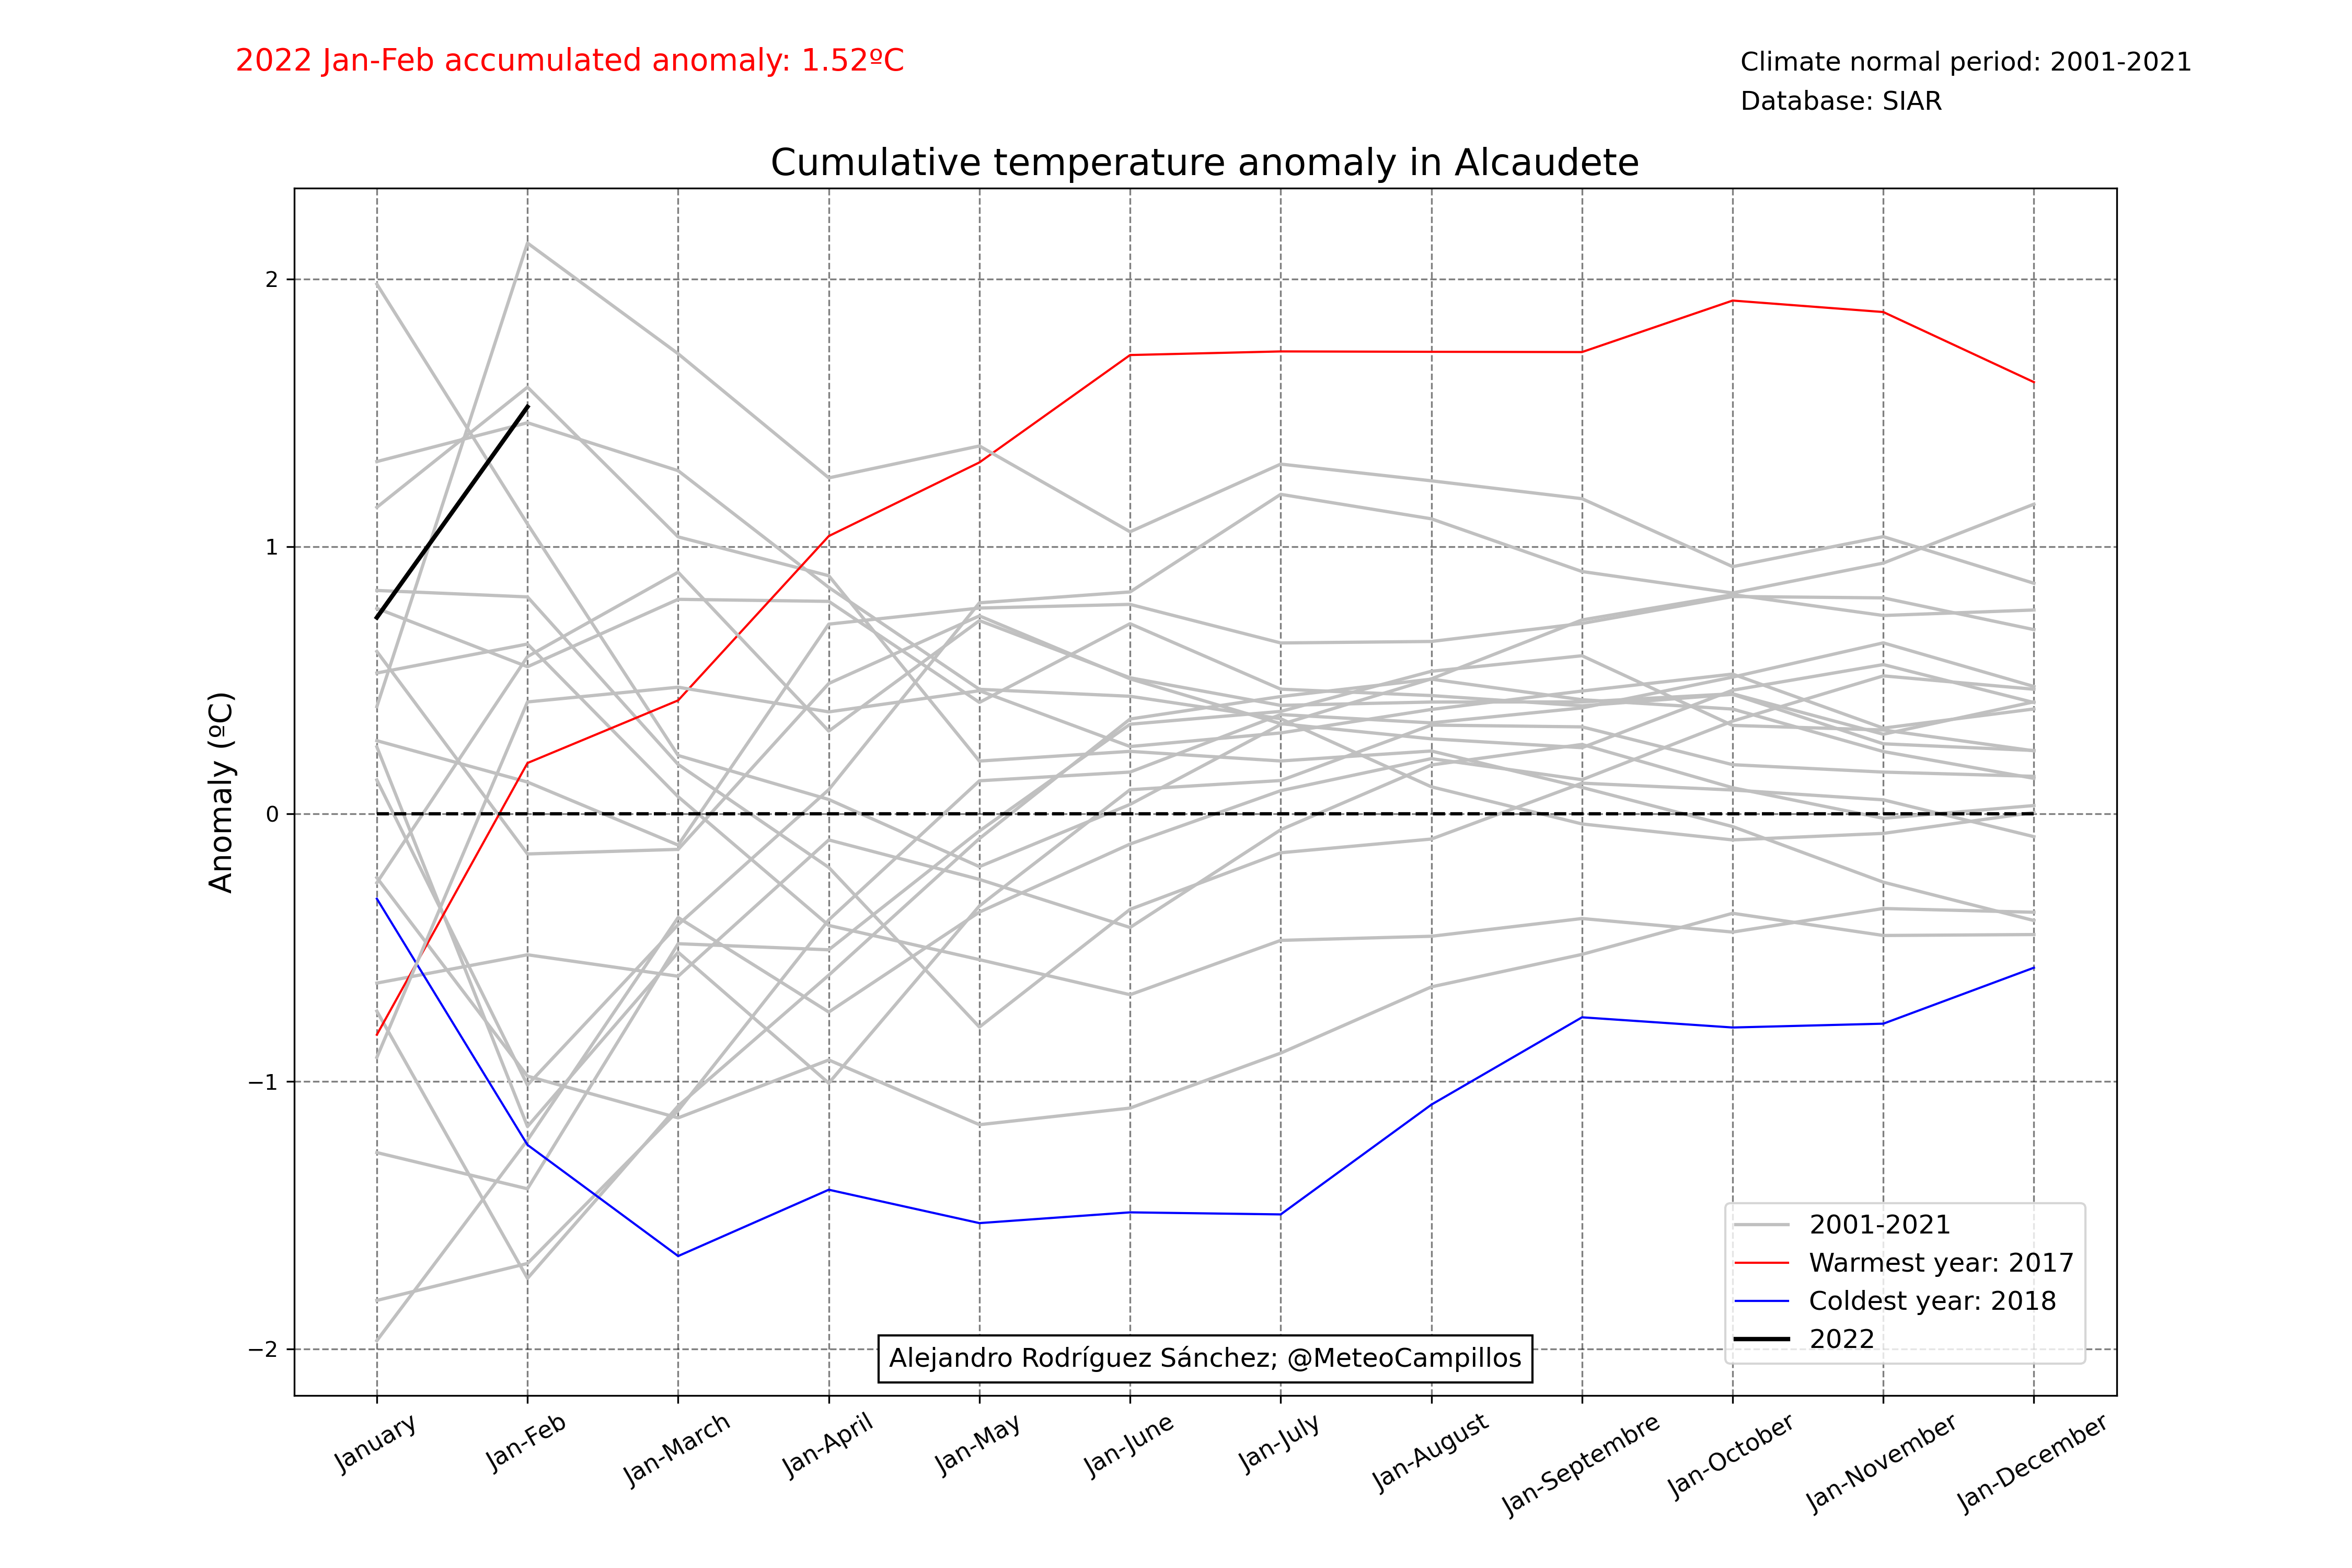 2022 Jan-Feb accumulated anomaly: 1.52ºC
Climate normal period: 2001-2021
Database: SIAR
Cumulative temperature anomaly in Alcaudete
Anomaly (ºC)
2
1
0
−1
−2
2001-2021
Warmest year: 2017
Coldest year: 2018
2022
Alejandro Rodríguez Sánchez; @MeteoCampillos
January
Jan-Feb
Jan-March
Jan-April
Jan-May
Jan-June
Jan-July
Jan-August
Jan-Septembre
Jan-October
Jan-November
Jan-December